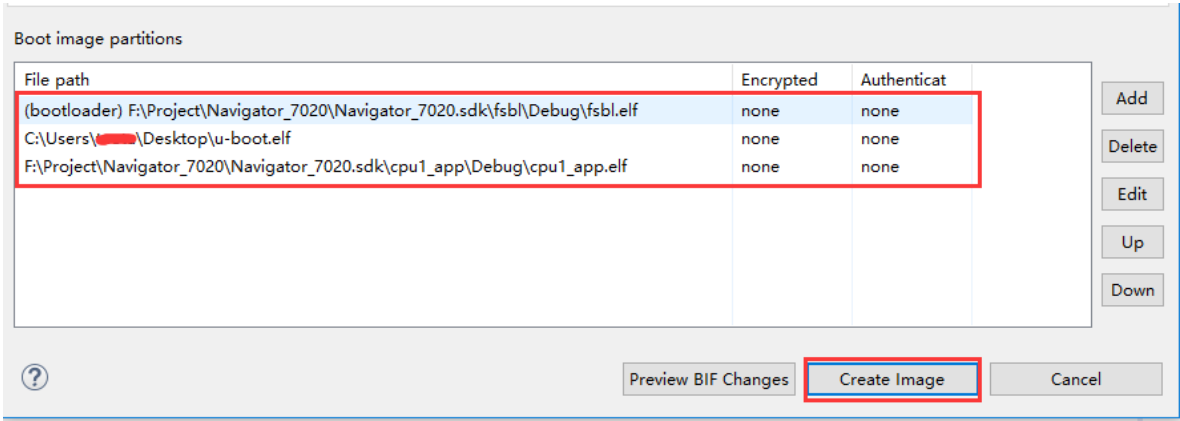 Boot image partitions
File path Encrypted Authenticat
(bootloader) F:\Project\Navigator_7020\Navigator_7020.sdk\fsbl\Debug\fsbl.elf none none
C:\Users\ \Desktop\u-boot.elf none none
F:\Project\Navigator_7020\Navigator_7020.sdk\cpu1_app\Debug\cpu1_app.elf none none
Add
Delete
Edit
Up
Down
? Preview BIF Changes Create Image Cancel